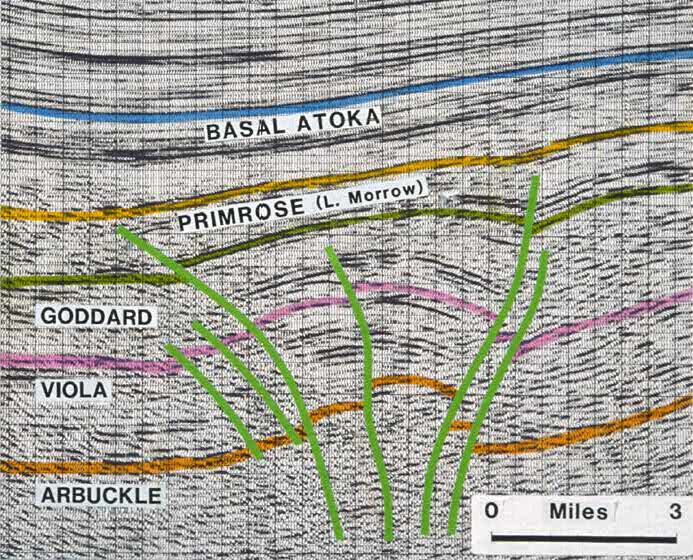 BASAL ATOKA
PRIMROSE (L. Morrow)
GODDARD
VIOLA
ARBUCKLE
0 Miles 3